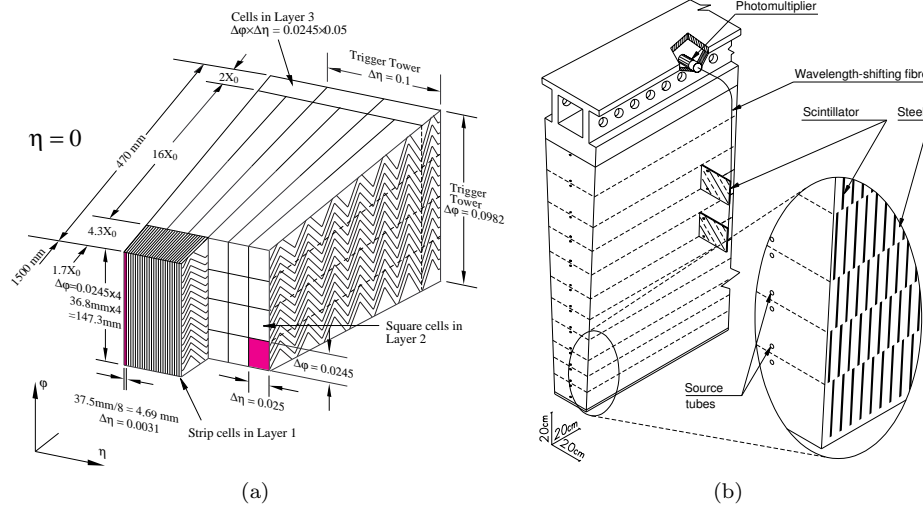 Cells in Layer 3
Δφ×Δη = 0.0245×0.05
Trigger Tower
Δη = 0.1
2X0
η = 0
470 mm
16X0
Trigger
Tower
Δφ = 0.0982
4.3X0
1500 mm
1.7X0
Δφ=0.0245x4
36.8mmx4
=147.3mm
Square cells in
Layer 2
Δφ = 0.0245
Δη = 0.025
37.5mm/8 = 4.69 mm
Δη = 0.0031
Strip cells in Layer 1
φ
η
(a)
Photomultiplier
Wavelength-shifting fibre
Scintillator
Steel
Source
tubes
20cm
20cm
20cm
(b)